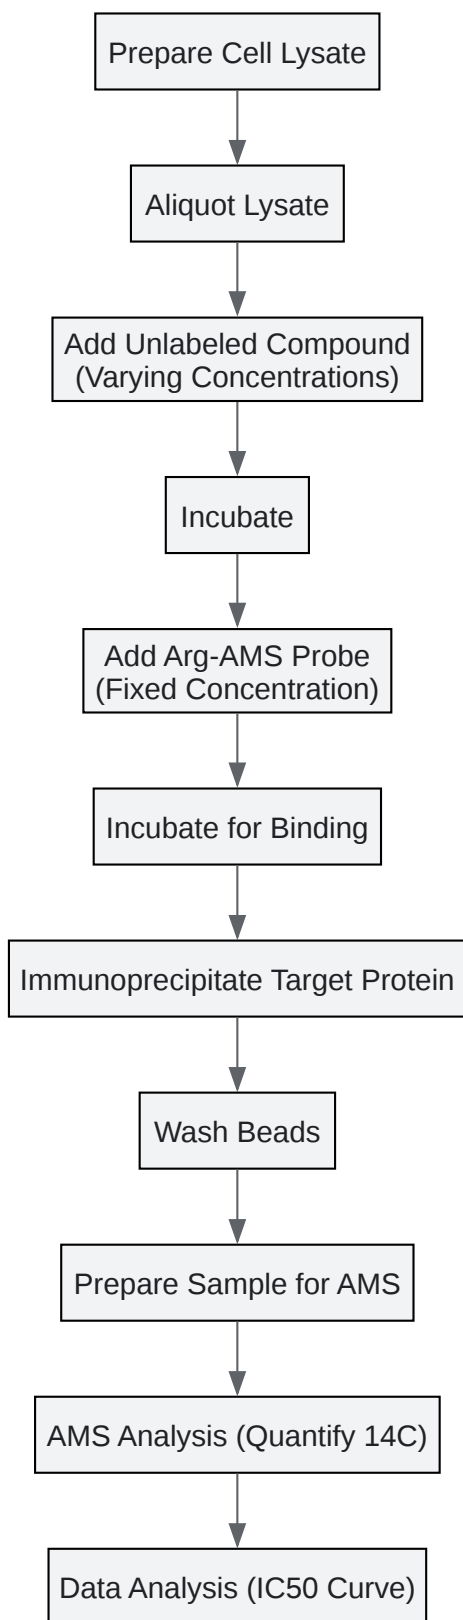 Prepare Cell Lysate
Aliquot Lysate
Add Unlabeled Compound
(Varying Concentrations)
Incubate
Add Arg-AMS Probe
(Fixed Concentration)
Incubate for Binding
Immunoprecipitate Target Protein
Wash Beads
Prepare Sample for AMS
AMS Analysis (Quantify 14C)
Data Analysis (IC50 Curve)